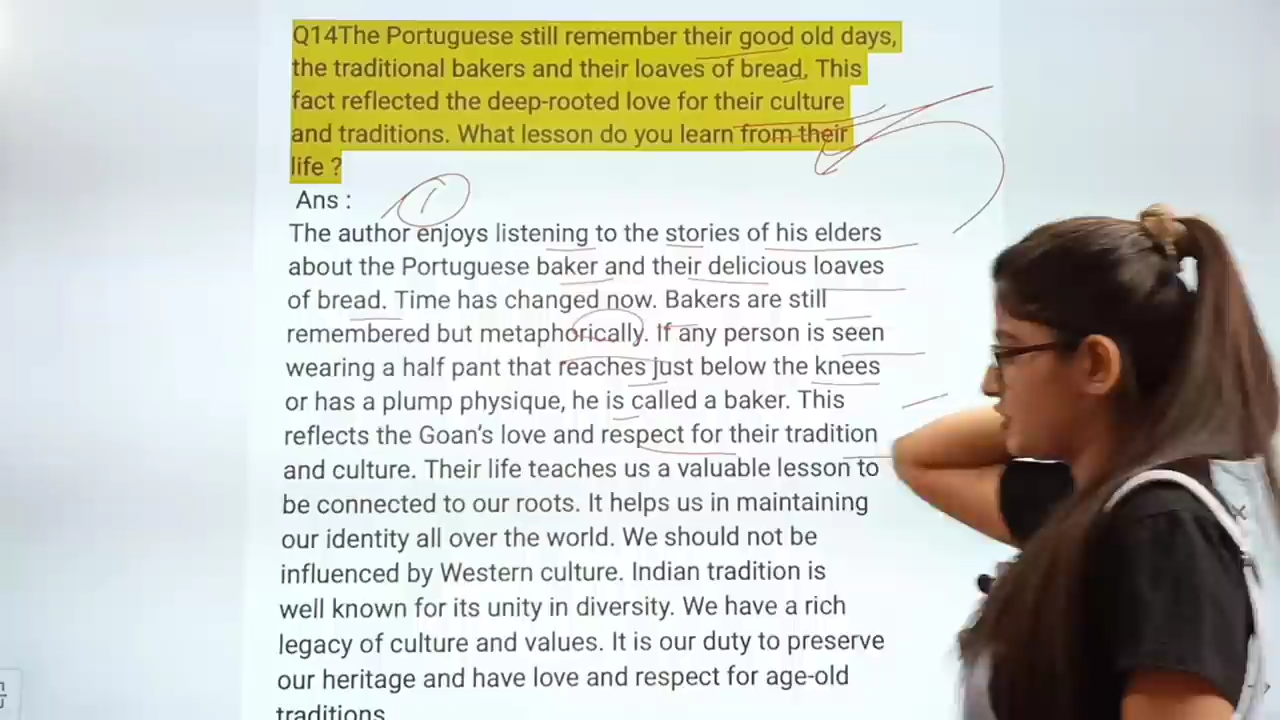 Q14The Portuguese still remember their good old days,
the traditional bakers and their loaves of bread. This
fact reflected the deep-rooted love for their culture
and traditions. What lesson do you learn from their
life ?
Ans :
The author enjoys listening to the stories of his elders
about the Portuguese baker and their delicious loaves
of bread. Time has changed now. Bakers are still
remembered but metaphorically. If any person is seen
wearing a half pant that reaches just below the knees
or has a plump physique, he is called a baker. This
reflects the Goan's love and respect for their tradition
and culture. Their life teaches us a valuable lesson to
be connected to our roots. It helps us in maintaining
our identity all over the world. We should not be
influenced by Western culture. Indian tradition is
well known for its unity in diversity. We have a rich
legacy of culture and values. It is our duty to preserve
our heritage and have love and respect for age-old
traditions